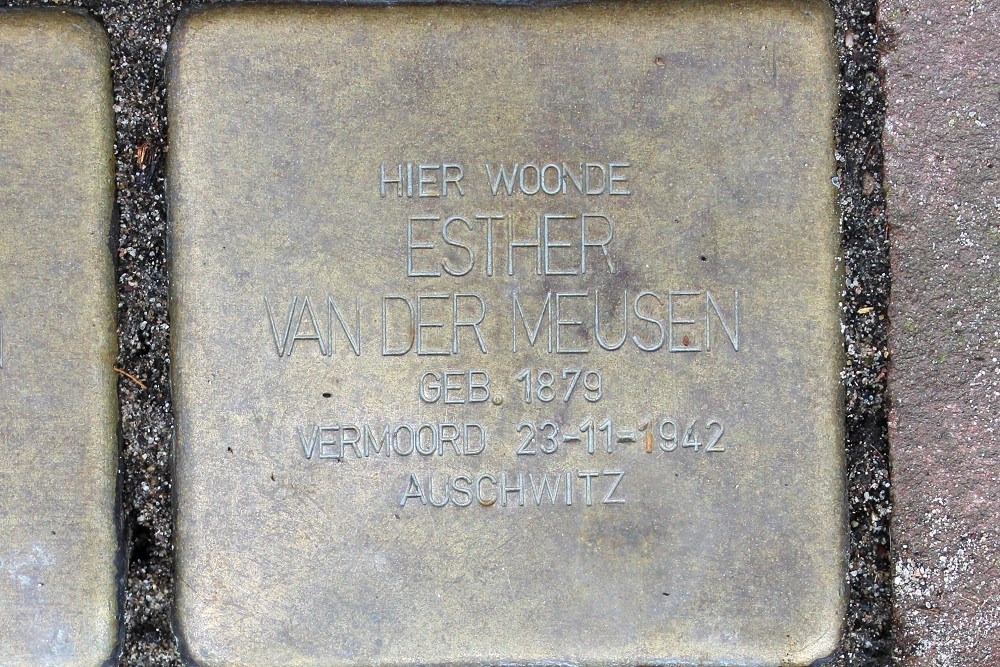 HIER WOONDE
ESTHER
VAN DER MEUSEN
GEB. 1879
VERMOORD 23-11-1942
AUSCHWITZ